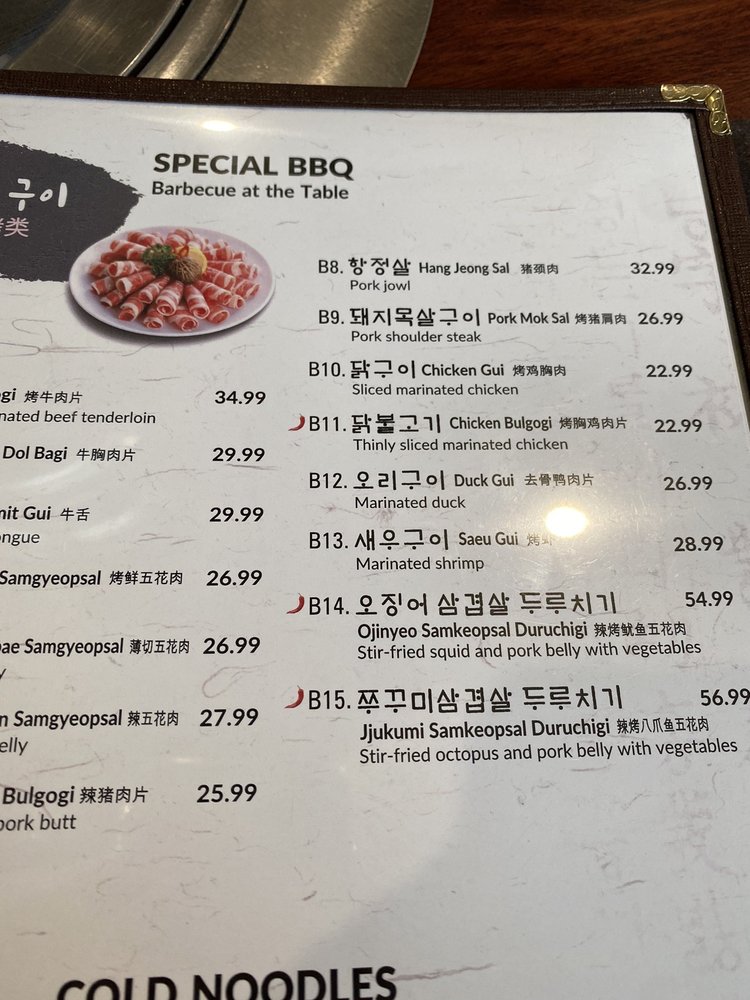 구이
类
SPECIAL BBQ
Barbecue at the Table
gi 烤牛肉片 34.99
nated beef tenderloin
Dol Bagi 牛胸肉片 29.99
nit Gui 牛舌 29.99
ongue
Samgyeopsal 烤鲜五花肉 26.99
ae Samgyeopsal 薄切五花肉 26.99
y
n Samgyeopsal 辣五花肉 27.99
elly
Bulgogi 辣猪肉片 25.99
pork butt
B8. 항정살 Hang Jeong Sal 猪颈肉 32.99
Pork jowl
B9. 돼지목살구이 Pork Mok Sal 烤猪肩肉 26.99
Pork shoulder steak
B10. 닭구이 Chicken Gui 烤鸡胸肉 22.99
Sliced marinated chicken
B11. 닭불고기 Chicken Bulgogi 烤胸鸡肉片 22.99
Thinly sliced marinated chicken
B12. 오리구이 Duck Gui 去骨鸭肉片 26.99
Marinated duck
B13. 새우구이 Saeu Gui 烤虾 28.99
Marinated shrimp
B14. 오징어 삼겹살 두루치기 54.99
Ojinyeo Samkeopsal Duruchigi 辣烤鱿鱼五花肉
Stir-fried squid and pork belly with vegetables
B15. 쭈꾸미삼겹살 두루치기 56.99
Jjukumi Samkeopsal Duruchigi 辣烤八爪鱼五花肉
Stir-fried octopus and pork belly with vegetables
COLD NOODLES